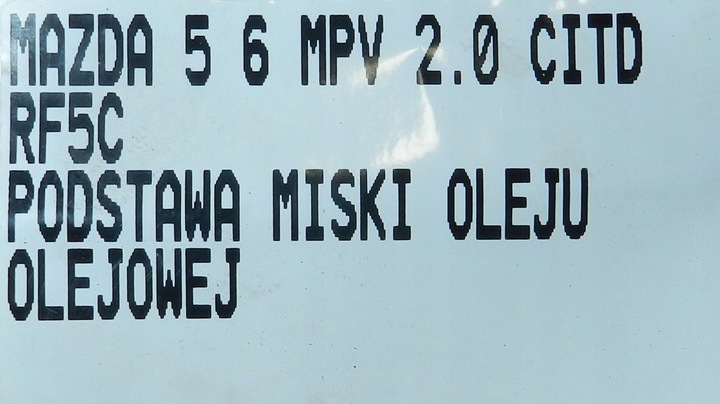 MAZDA 5 6 MPV 2.0 CITD
RF5C
PODSTAWA MISKI OLEJU
OLEJOWEJ